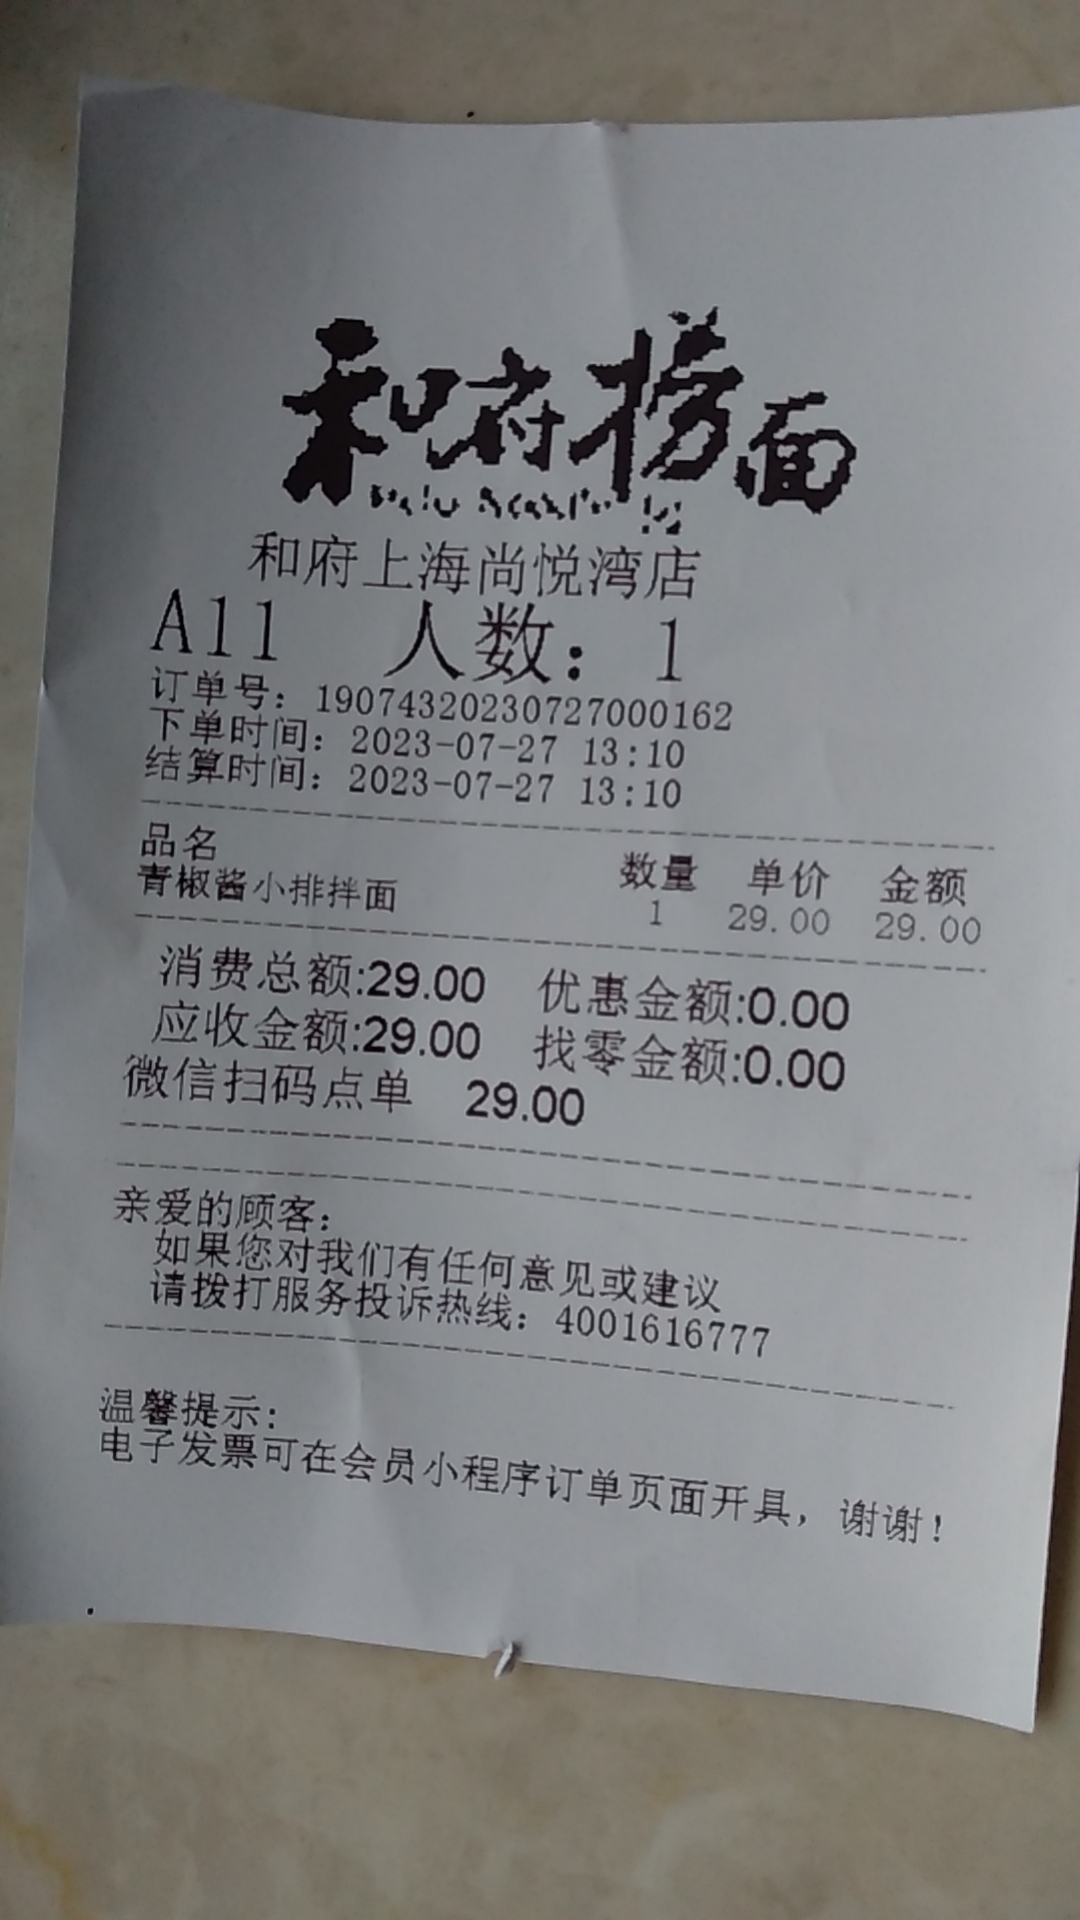 和府捞面
和府上海尚悦湾店
A11 人数: 1
订单号: 19074320230727000162
下单时间: 2023-07-27 13:10
结算时间: 2023-07-27 13:10
品名 数量 单价 金额
青椒酱小排拌面 1 29.00 29.00
消费总额:29.00 优惠金额:0.00
应收金额:29.00 找零金额:0.00
微信扫码点单 29.00
亲爱的顾客:
如果您对我们有任何意见或建议
请拨打服务投诉热线: 4001616777
温馨提示:
电子发票可在会员小程序订单页面开具，谢谢!